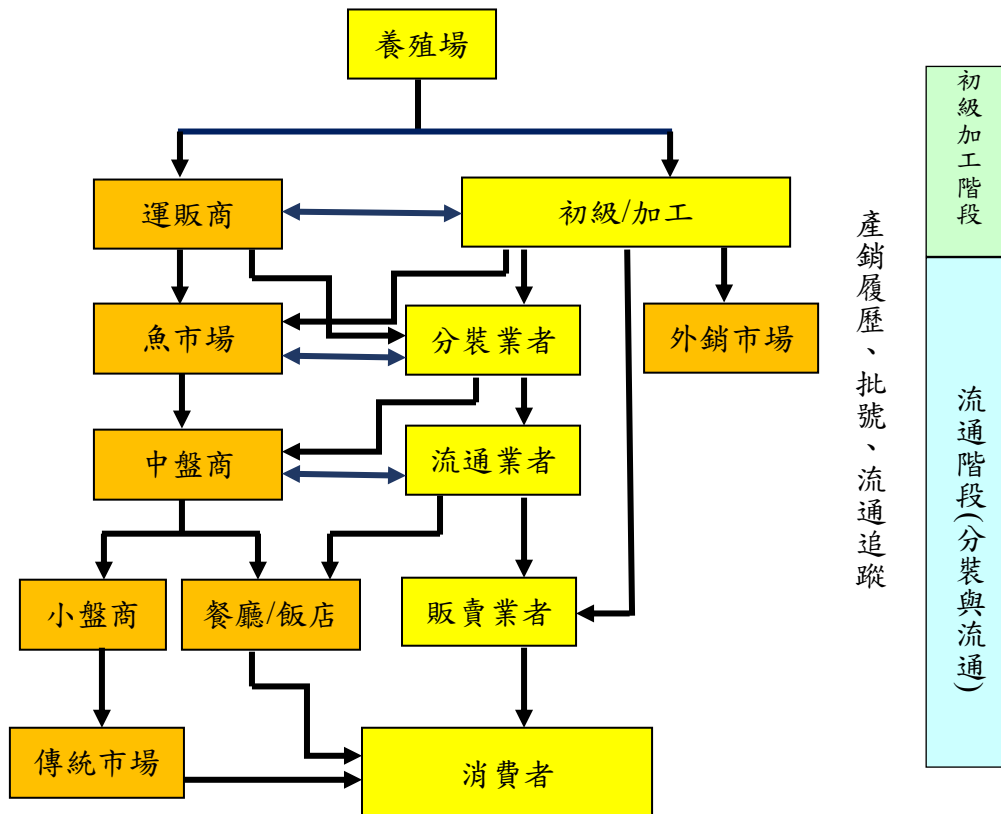 養殖場
運販商
初級/加工
魚市場
分裝業者
外銷市場
中盤商
流通業者
小盤商
餐廳/飯店
販賣業者
傳統市場
消費者
產銷履歷、批號、流通追蹤
初級加工階段
流通階段(分裝與流通)